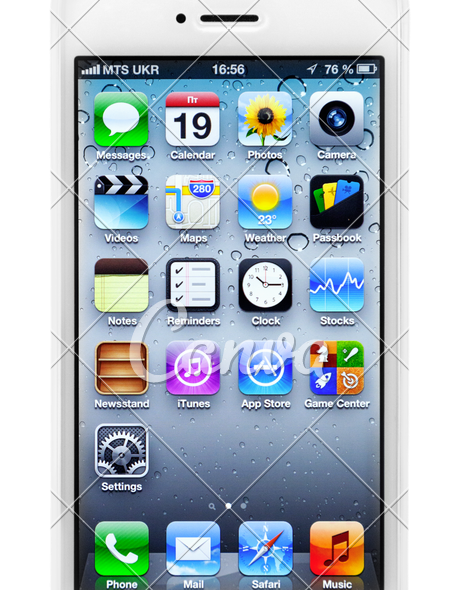 MTS UKR 16:56 76 %
Пт
280
19
23°
Messages Calendar Photos Camera
Videos Maps Weather Passbook
Notes Reminders Clock Stocks
Canva
Newsstand iTunes App Store Game Center
Settings
Phone Mail Safari Music